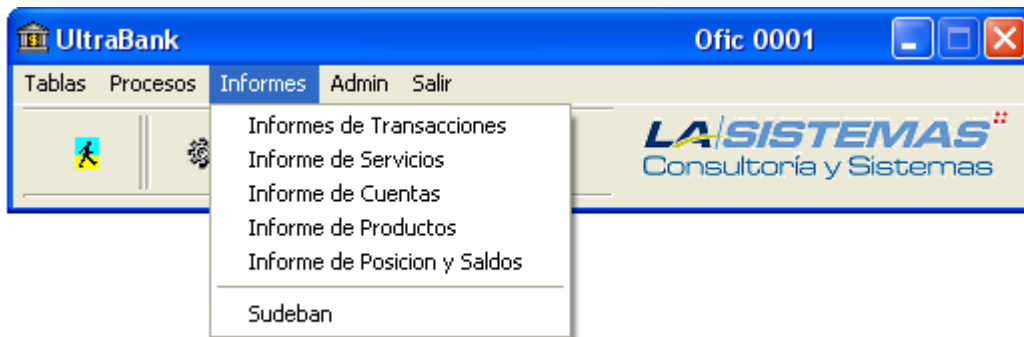 UltraBank Ofic 0001
Tablas Procesos Informes Admin Salir
Informes de Transacciones
Informe de Servicios
Informe de Cuentas
Informe de Productos
Informe de Posicion y Saldos
Sudeban
LA SISTEMAS
Consultoría y Sistemas